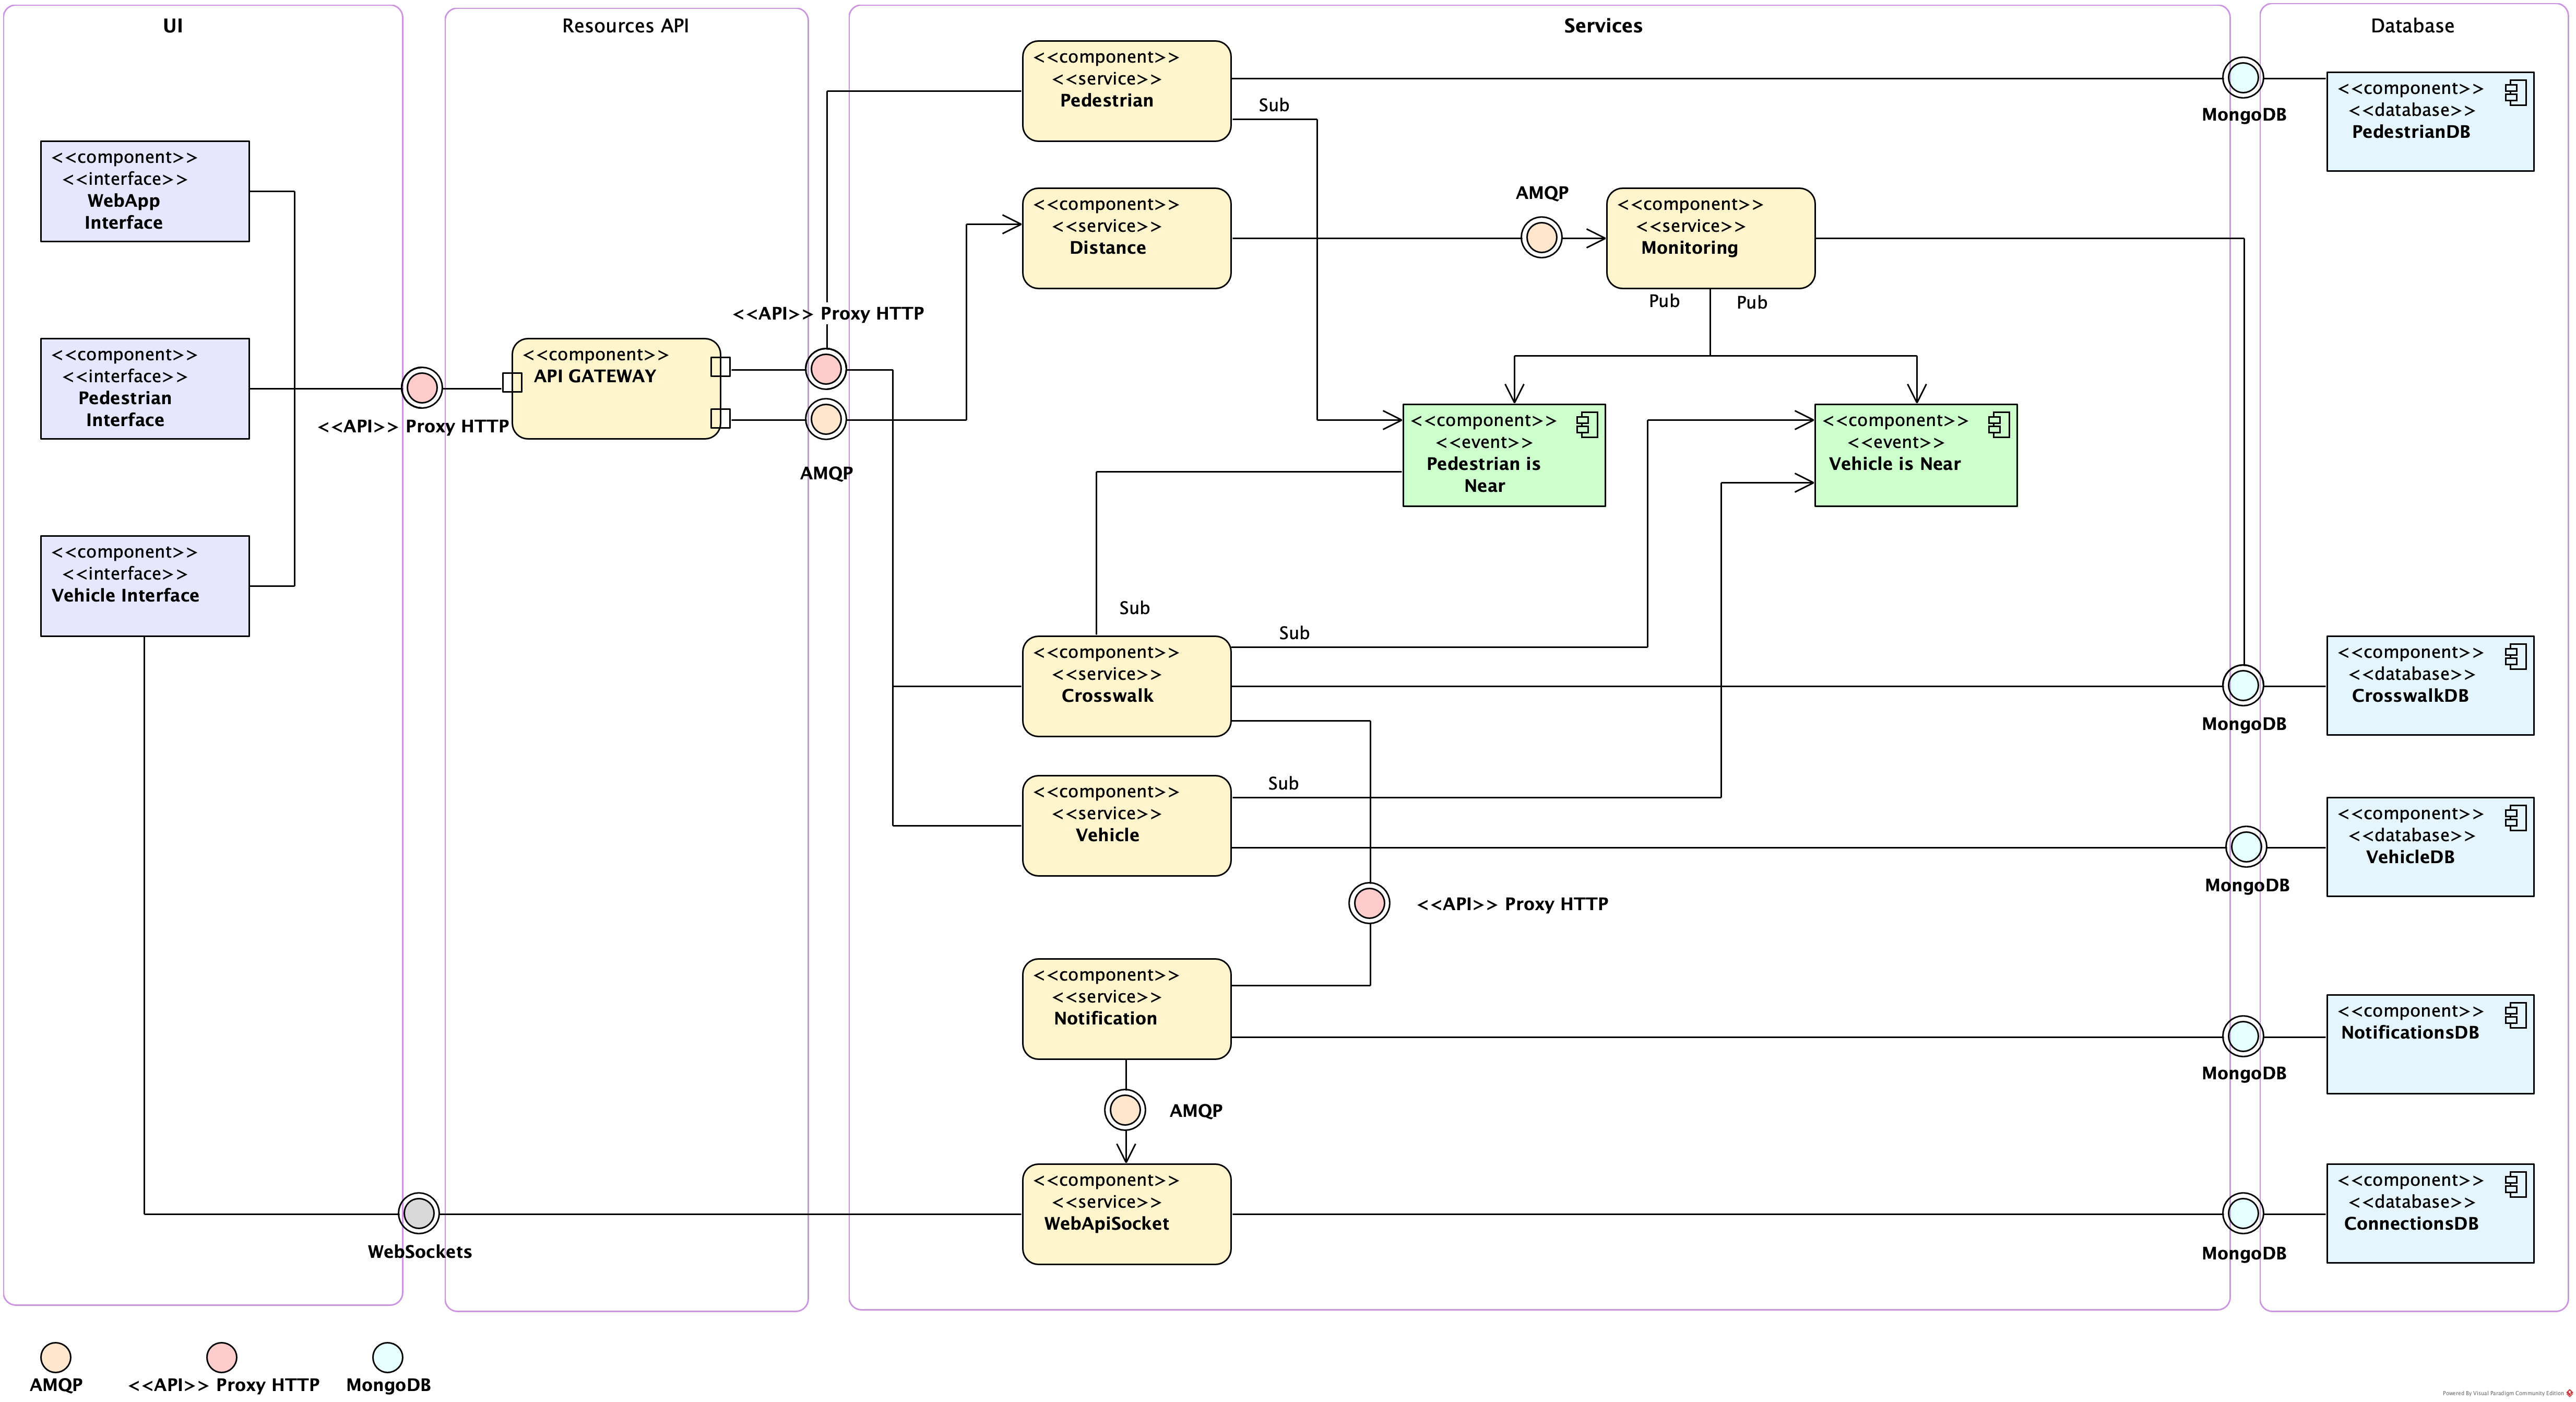 UI
Resources API
Services
Database
<<component>>
<<interface>>
WebApp
Interface
<<component>>
<<interface>>
Pedestrian
Interface
<<component>>
<<interface>>
Vehicle Interface
<<API>> Proxy HTTP
WebSockets
<<component>>
API GATEWAY
<<API>> Proxy HTTP
AMQP
<<component>>
<<service>>
Pedestrian
Sub
<<component>>
<<service>>
Distance
AMQP
<<component>>
<<service>>
Monitoring
Pub
Pub
<<component>>
<<event>>
Pedestrian is
Near
<<component>>
<<event>>
Vehicle is Near
Sub
Sub
<<component>>
<<service>>
Crosswalk
<<component>>
<<service>>
Vehicle
Sub
<<API>> Proxy HTTP
<<component>>
<<service>>
Notification
AMQP
<<component>>
<<service>>
WebApiSocket
MongoDB
<<component>>
<<database>>
PedestrianDB
MongoDB
<<component>>
<<database>>
CrosswalkDB
MongoDB
<<component>>
<<database>>
VehicleDB
MongoDB
<<component>>
NotificationsDB
MongoDB
<<component>>
<<database>>
ConnectionsDB
AMQP
<<API>> Proxy HTTP
MongoDB
Powered By Visual Paradigm Community Edition